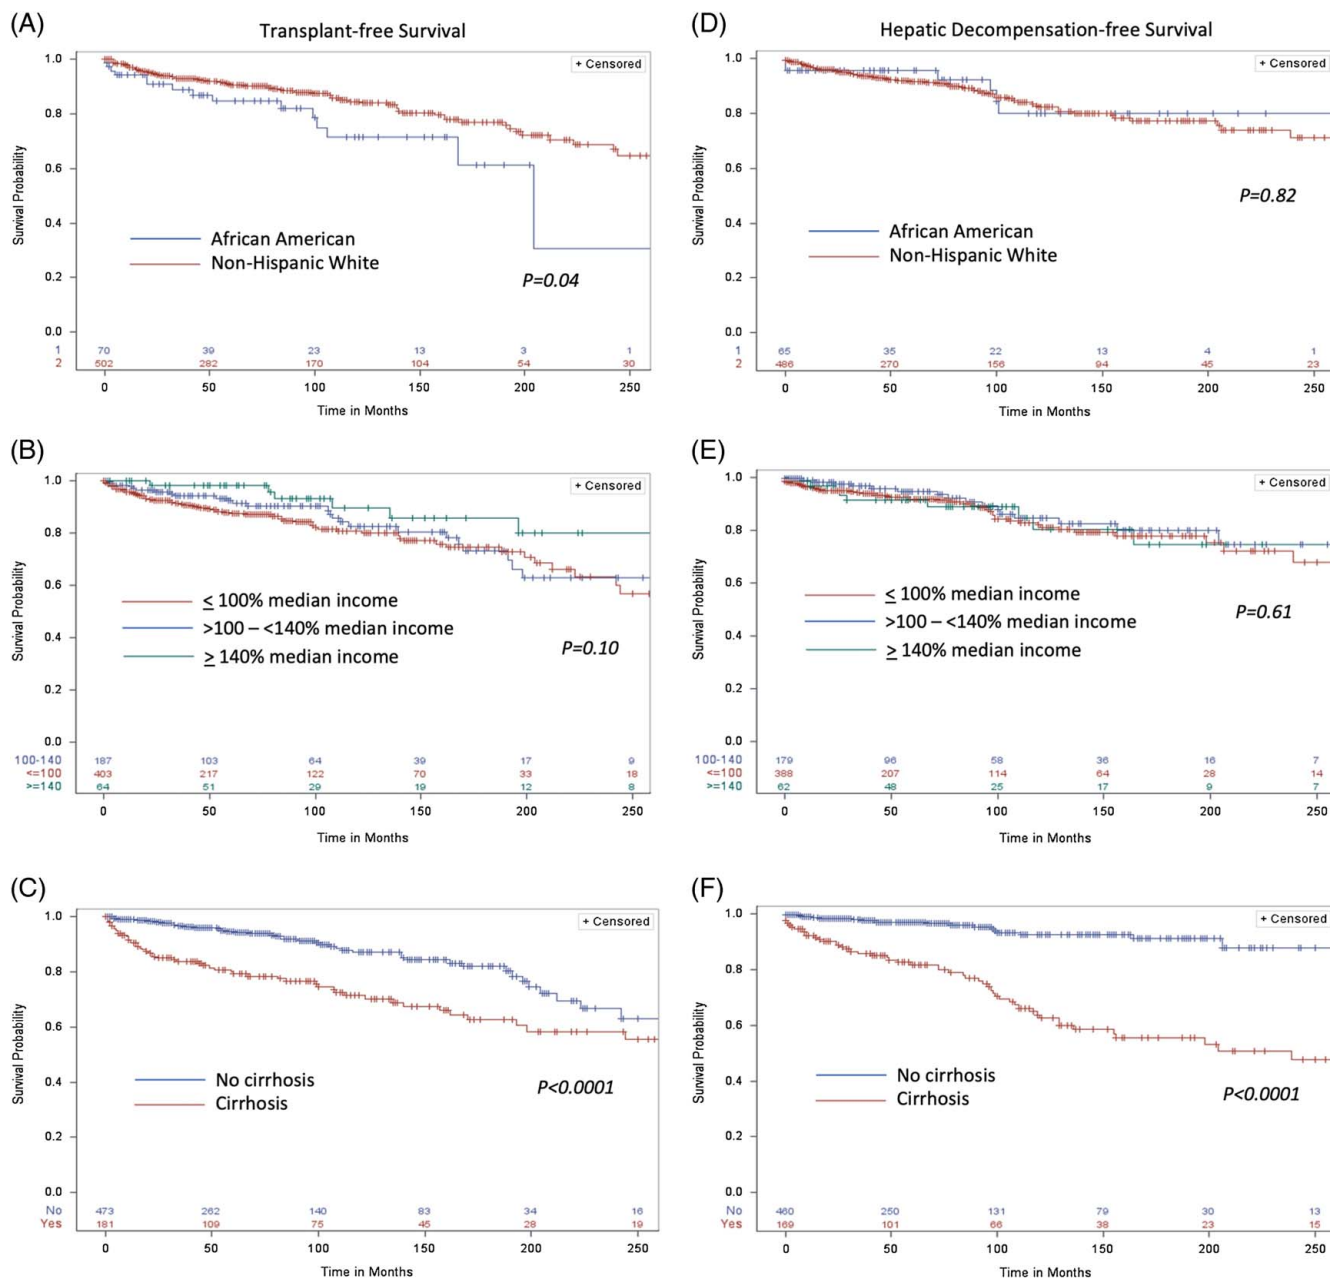 (A)
Transplant-free Survival
+ Censored
1.0
0.8
0.6
0.4
0.2
0.0
Survival Probability
African American
Non-Hispanic White
P=0.04
1 70 39 23 13 3 1
2 502 282 170 104 54 30
0 50 100 150 200 250
Time in Months
(D)
Hepatic Decompensation-free Survival
+ Censored
1.0
0.8
0.6
0.4
0.2
0.0
Survival Probability
P=0.82
African American
Non-Hispanic White
1 65 35 22 13 4 1
2 486 270 156 94 45 23
0 50 100 150 200 250
Time in Months
(B)
+ Censored
1.0
0.8
0.6
0.4
0.2
0.0
Survival Probability
≤ 100% median income
>100 – <140% median income
≥ 140% median income
P=0.10
100-140 187 103 64 39 17 9
<=100 403 217 122 70 33 18
>=140 64 51 29 19 12 8
0 50 100 150 200 250
Time in Months
(E)
+ Censored
1.0
0.8
0.6
0.4
0.2
0.0
Survival Probability
≤ 100% median income
>100 – <140% median income
≥ 140% median income
P=0.61
100-140 179 96 58 36 16 7
<=100 388 207 114 64 28 14
>=140 62 48 25 17 9 7
0 50 100 150 200 250
Time in Months
(C)
+ Censored
1.0
0.8
0.6
0.4
0.2
0.0
Survival Probability
No cirrhosis
Cirrhosis
P<0.0001
No 473 262 140 83 34 16
Yes 181 109 75 45 28 19
0 50 100 150 200 250
Time in Months
(F)
+ Censored
1.0
0.8
0.6
0.4
0.2
0.0
Survival Probability
No cirrhosis
Cirrhosis
P<0.0001
No 460 250 131 79 30 13
Yes 169 101 66 38 23 15
0 50 100 150 200 250
Time in Months